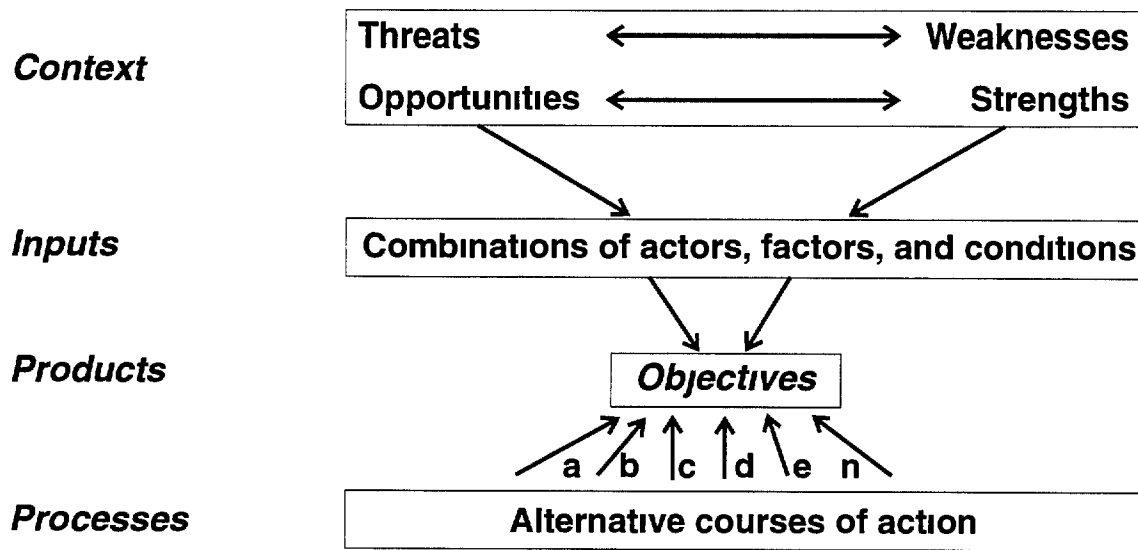 Context
Threats Weaknesses
Opportunities Strengths
Inputs
Combinations of actors, factors, and conditions
Products
Objectives
a b c d e n
Processes
Alternative courses of action